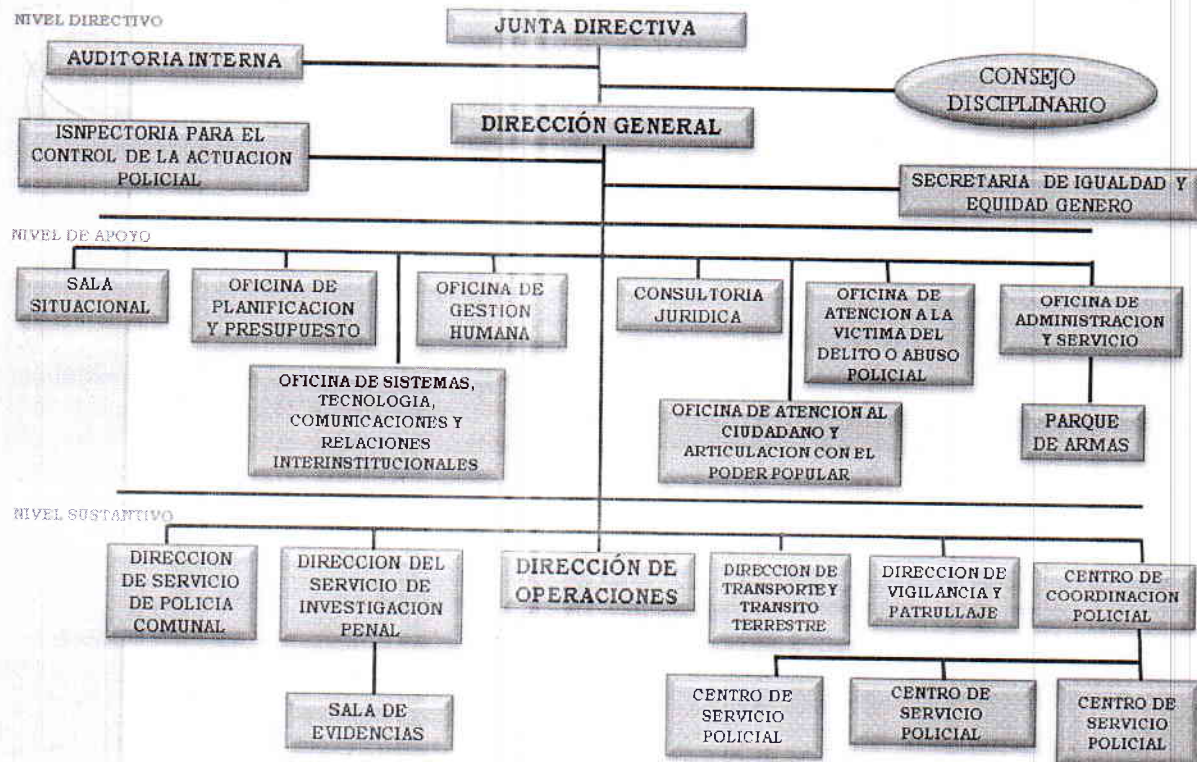 NIVEL DIRECTIVO
JUNTA DIRECTIVA
AUDITORIA INTERNA
CONSEJO
DISCIPLINARIO
DIRECCIÓN GENERAL
ISNPECTORIA PARA EL
CONTROL DE LA ACTUACION
POLICIAL
SECRETARIA DE IGUALDAD Y
EQUIDAD GENERO
NIVEL DE APOYO
SALA
SITUACIONAL
OFICINA DE
PLANIFICACION
Y PRESUPUESTO
OFICINA DE
GESTION
HUMANA
CONSULTORIA
JURIDICA
OFICINA DE
ATENCION A LA
VICTIMA DEL
DELITO O ABUSO
POLICIAL
OFICINA DE
ADMINISTRACION
Y SERVICIO
OFICINA DE SISTEMAS,
TECNOLOGIA,
COMUNICACIONES Y
RELACIONES
INTERINSTITUCIONALES
OFICINA DE ATENCION AL
CIUDADANO Y
ARTICULACION CON EL
PODER POPULAR
PARQUE
DE ARMAS
NIVEL SUSTANTIVO
DIRECCION
DE SERVICIO
DE POLICIA
COMUNAL
DIRECCION DEL
SERVICIO DE
INVESTIGACION
PENAL
DIRECCIÓN DE
OPERACIONES
DIRECCION DE
TRANSPORTE Y
TRANSITO
TERRESTRE
DIRECCION DE
VIGILANCIA Y
PATRULLAJE
CENTRO DE
COORDINACION
POLICIAL
SALA DE
EVIDENCIAS
CENTRO DE
SERVICIO
POLICIAL
CENTRO DE
SERVICIO
POLICIAL
CENTRO DE
SERVICIO
POLICIAL